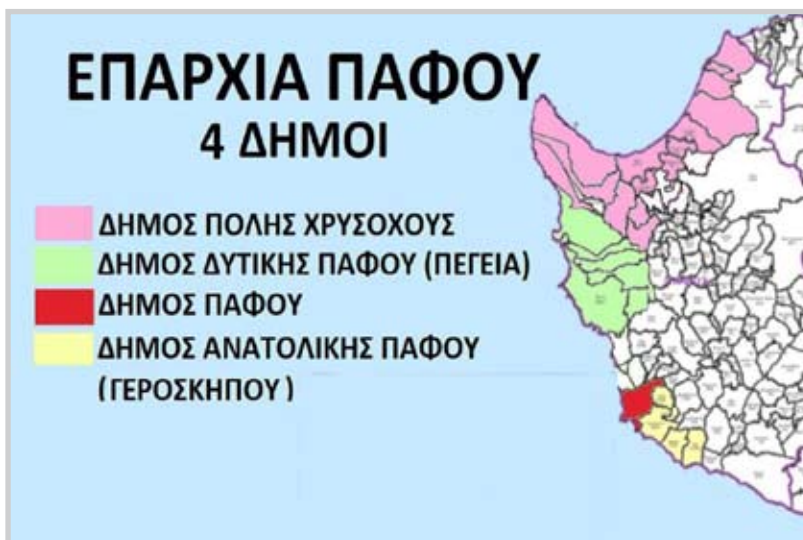 ΕΠΑΡΧΙΑ ΠΑΦΟΥ
4 ΔΗΜΟΙ
ΔΗΜΟΣ ΠΟΛΗΣ ΧΡΥΣΟΧΟΥΣ
ΔΗΜΟΣ ΔΥΤΙΚΗΣ ΠΑΦΟΥ (ΠΕΓΕΙΑ)
ΔΗΜΟΣ ΠΑΦΟΥ
ΔΗΜΟΣ ΑΝΑΤΟΛΙΚΗΣ ΠΑΦΟΥ
(ΓΕΡΟΣΚΗΠΟΥ)